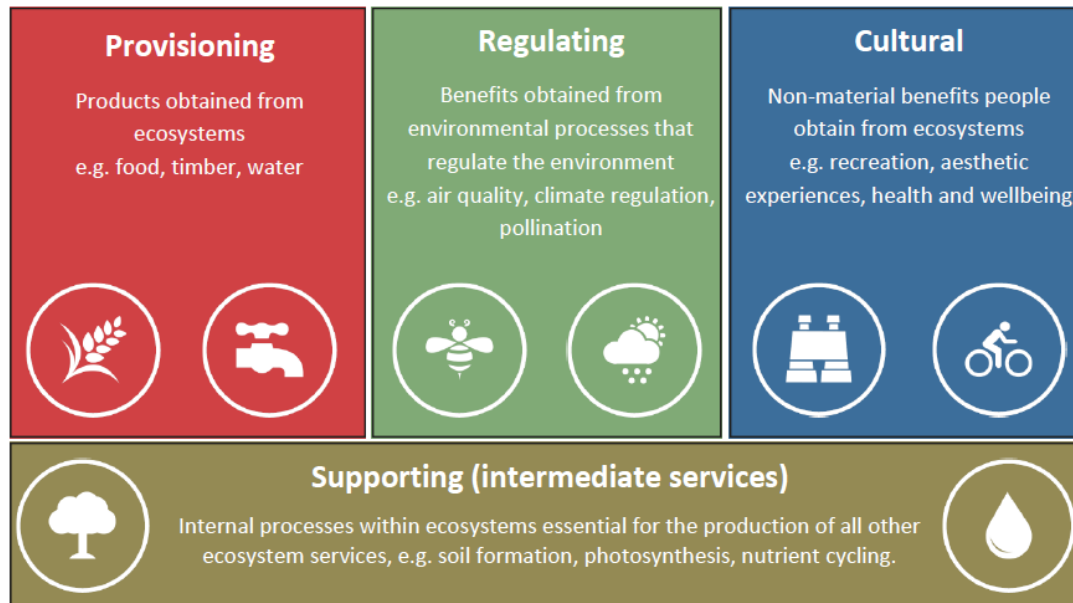 Provisioning
Products obtained from
ecosystems
e.g. food, timber, water
Regulating
Benefits obtained from
environmental processes that
regulate the environment
e.g. air quality, climate regulation,
pollination
Cultural
Non-material benefits people
obtain from ecosystems
e.g. recreation, aesthetic
experiences, health and wellbeing
Supporting (intermediate services)
Internal processes within ecosystems essential for the production of all other
ecosystem services, e.g. soil formation, photosynthesis, nutrient cycling.